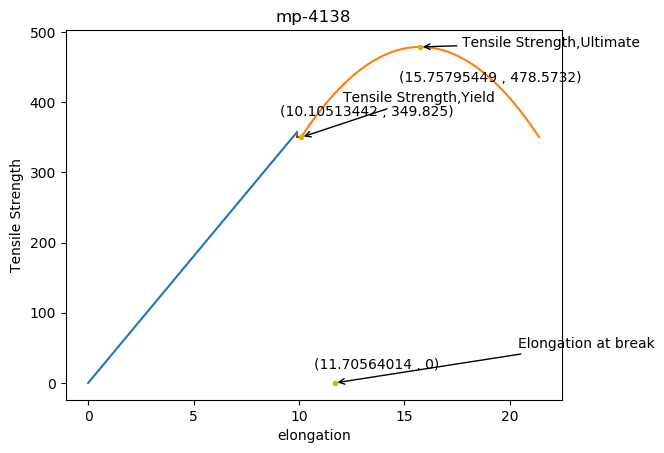 mp-4138
500
Tensile Strength,Ultimate
(15.75795449 , 478.5732)
400
Tensile Strength,Yield
(10.10513442 , 349.825)
300
Tensile Strength
200
100
Elongation at break
(11.70564014 , 0)
0
0 5 10 15 20
elongation